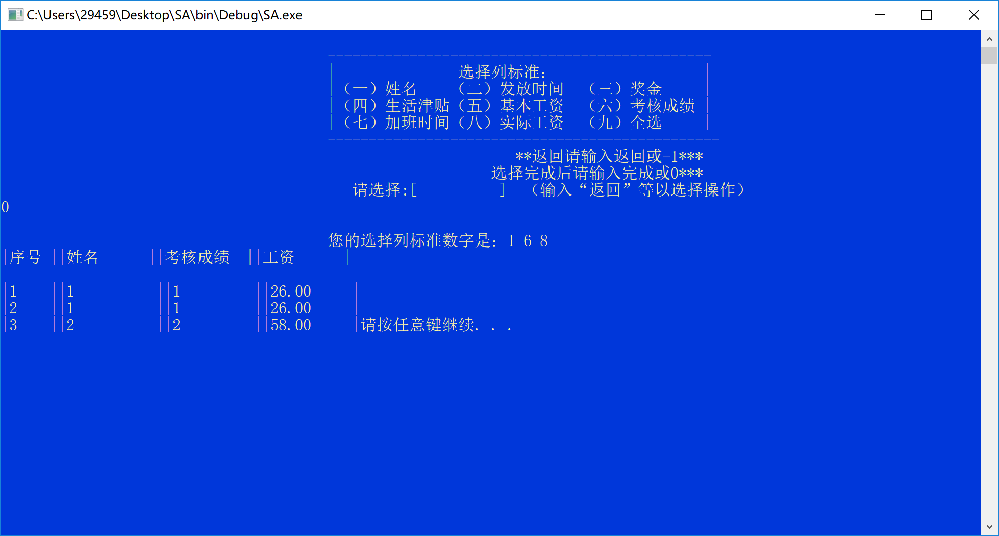 C:\Users\29459\Desktop\SA\bin\Debug\SA.exe
-----------------------------------------------
| 选择列标准： |
| （一）姓名 （二）发放时间 （三）奖金 |
| （四）生活津贴（五）基本工资 （六）考核成绩 |
| （七）加班时间（八）实际工资 （九）全选 |
------------------------------------------------
**返回请输入返回或-1***
选择完成后请输入完成或0***
请选择:[ ] （输入“返回”等以选择操作）
0
您的选择列标准数字是：1 6 8
|序号 ||姓名 ||考核成绩 ||工资 |
|1 ||1 ||1 ||26.00 |
|2 ||1 ||1 ||26.00 |
|3 ||2 ||2 ||58.00 |请按任意键继续. . .